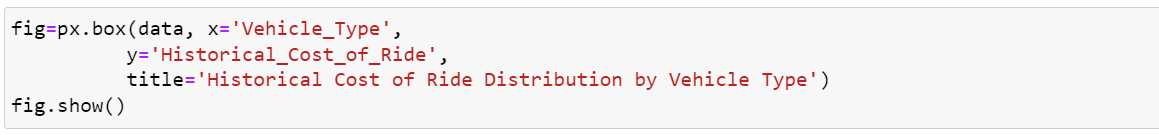 fig=px.box(data, x='Vehicle_Type',
          y='Historical_Cost_of_Ride',
          title='Historical Cost of Ride Distribution by Vehicle Type')
fig.show()